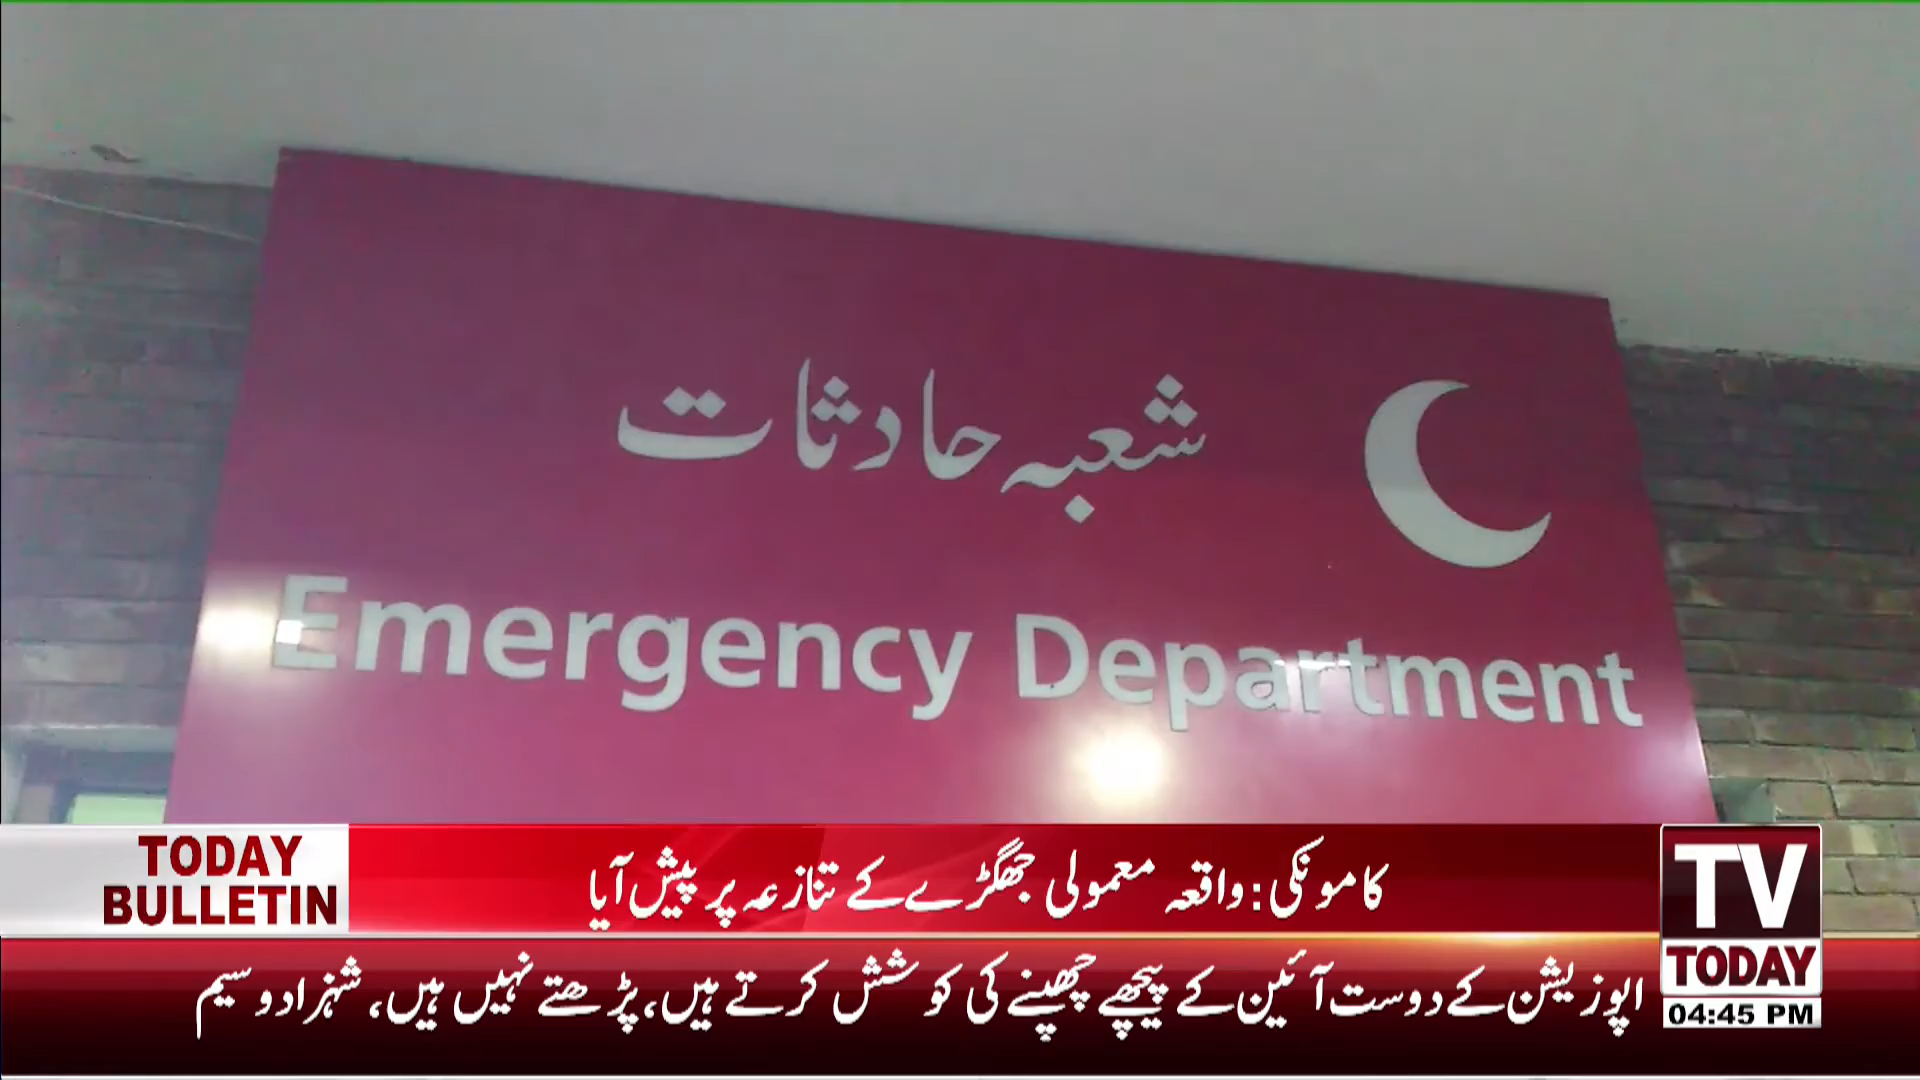 شعبہ حادثات
Emergency Department
TODAY
BULLETIN
کامونکی: واقعہ معمولی جھگڑے کے تنازعہ پر پیش آیا
TV
TODAY
04:45 PM
اپوزیشن کے دوست آئین کے پیچھے چھپنے کی کوشش کرتے ہیں، پڑھتے نہیں ہیں، شہزاد وسیم